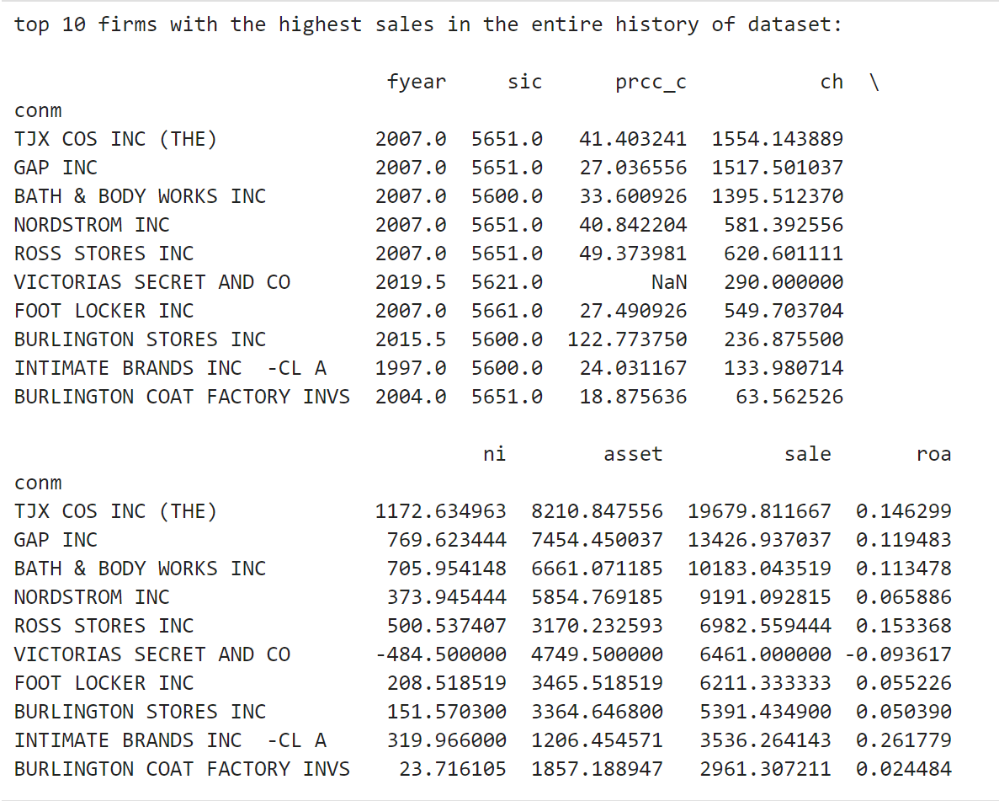 top 10 firms with the highest sales in the entire history of dataset:
fyear sic prcc_c ch \
conm
TJX COS INC (THE) 2007.0 5651.0 41.403241 1554.143889
GAP INC 2007.0 5651.0 27.036556 1517.501037
BATH & BODY WORKS INC 2007.0 5600.0 33.600926 1395.512370
NORDSTROM INC 2007.0 5651.0 40.842204 581.392556
ROSS STORES INC 2007.0 5651.0 49.373981 620.601111
VICTORIAS SECRET AND CO 2019.5 5621.0 NaN 290.000000
FOOT LOCKER INC 2007.0 5661.0 27.490926 549.703704
BURLINGTON STORES INC 2015.5 5600.0 122.773750 236.875500
INTIMATE BRANDS INC  -CL A 1997.0 5600.0 24.031167 133.980714
BURLINGTON COAT FACTORY INVS 2004.0 5651.0 18.875636 63.562526
ni asset sale roa
conm
TJX COS INC (THE) 1172.634963 8210.847556 19679.811667 0.146299
GAP INC 769.623444 7454.450037 13426.937037 0.119483
BATH & BODY WORKS INC 705.954148 6661.071185 10183.043519 0.113478
NORDSTROM INC 373.945444 5854.769185 9191.092815 0.065886
ROSS STORES INC 500.537407 3170.232593 6982.559444 0.153368
VICTORIAS SECRET AND CO -484.500000 4749.500000 6461.000000 -0.093617
FOOT LOCKER INC 208.518519 3465.518519 6211.333333 0.055226
BURLINGTON STORES INC 151.570300 3364.646800 5391.434900 0.050390
INTIMATE BRANDS INC  -CL A 319.966000 1206.454571 3536.264143 0.261779
BURLINGTON COAT FACTORY INVS 23.716105 1857.188947 2961.307211 0.024484